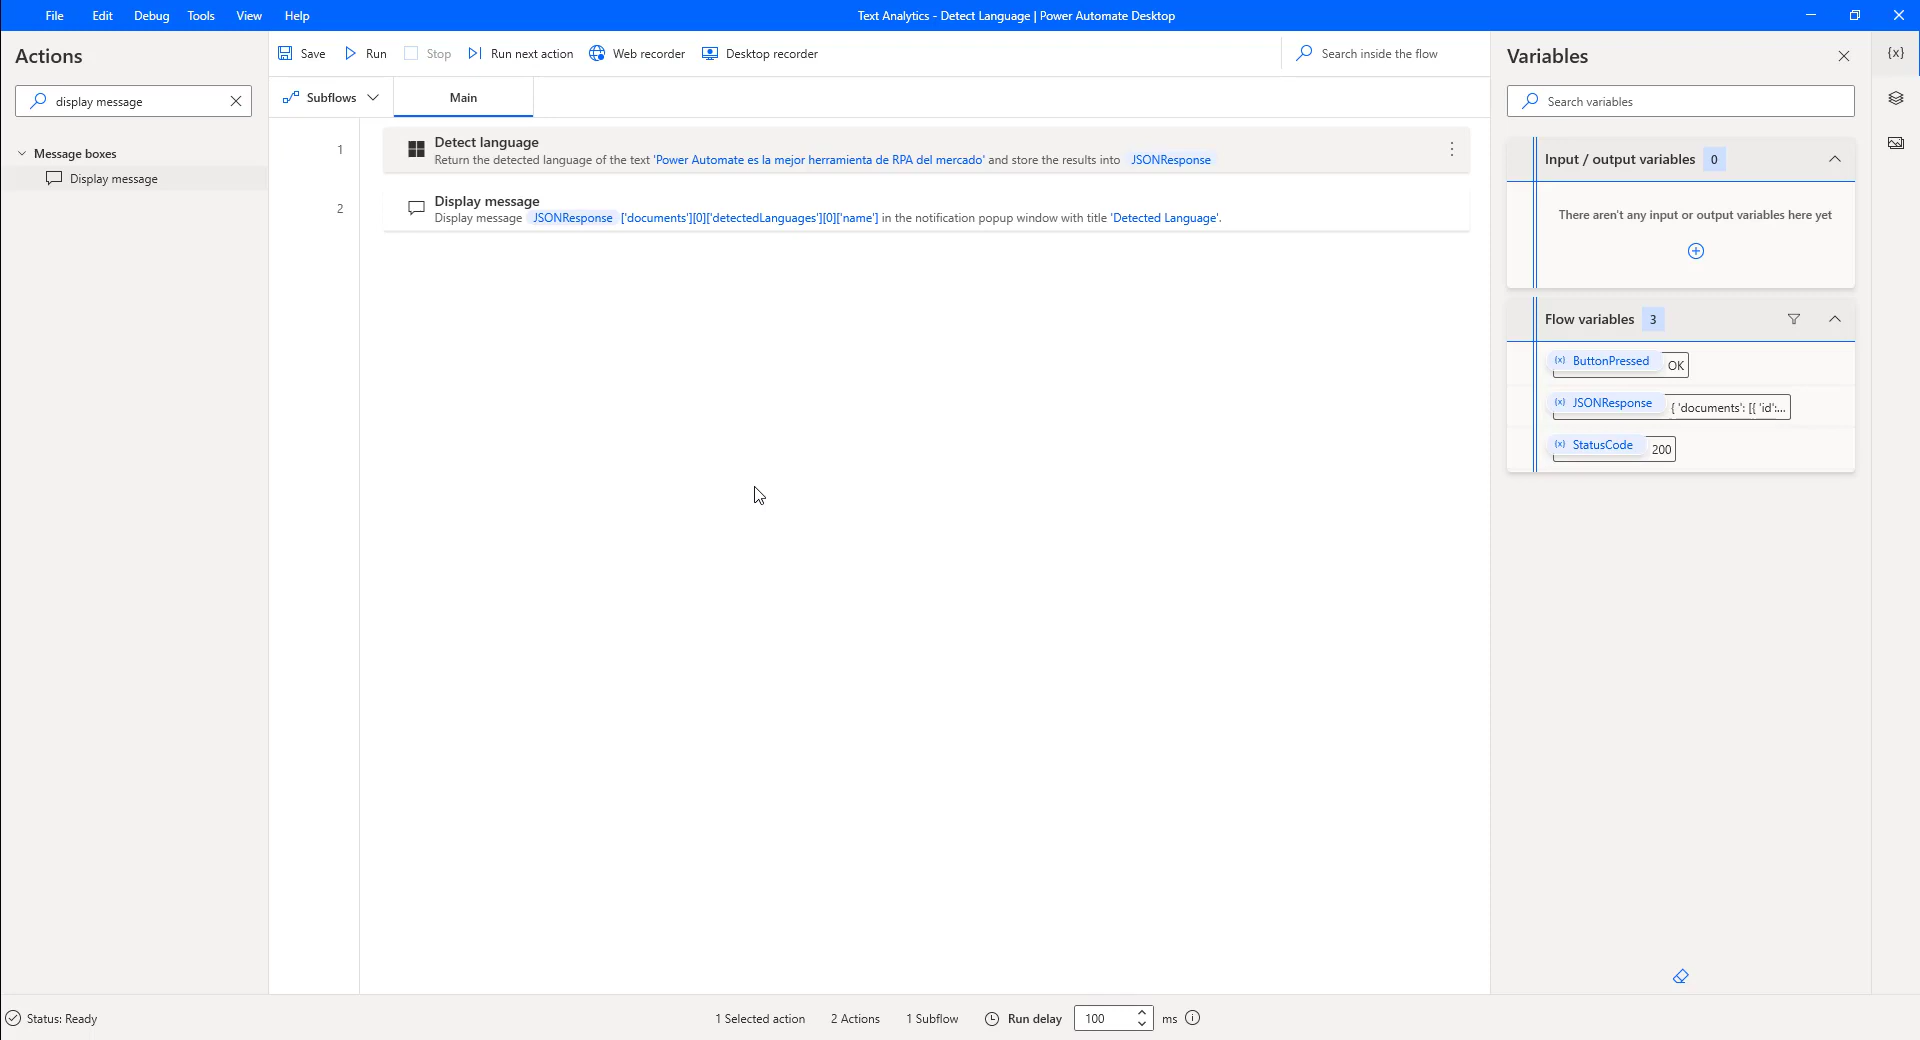 File Edit Debug Tools View Help
Text Analytics - Detect Language | Power Automate Desktop
Actions
display message
Message boxes
Display message
Save Run Stop Run next action Web recorder Desktop recorder
Search inside the flow
Subflows
Main
1
Detect language
Return the detected language of the text 'Power Automate es la mejor herramienta de RPA del mercado' and store the results into JSONResponse
2
Display message
Display message JSONResponse ['documents'][0]['detectedLanguages'][0]['name'] in the notification popup window with title 'Detected Language'.
Variables
{x}
Search variables
Input / output variables 0
There aren't any input or output variables here yet
Flow variables 3
(x) ButtonPressed OK
(x) JSONResponse { 'documents': [{ 'id':...
(x) StatusCode 200
Status: Ready
1 Selected action 2 Actions 1 Subflow Run delay 100 ms